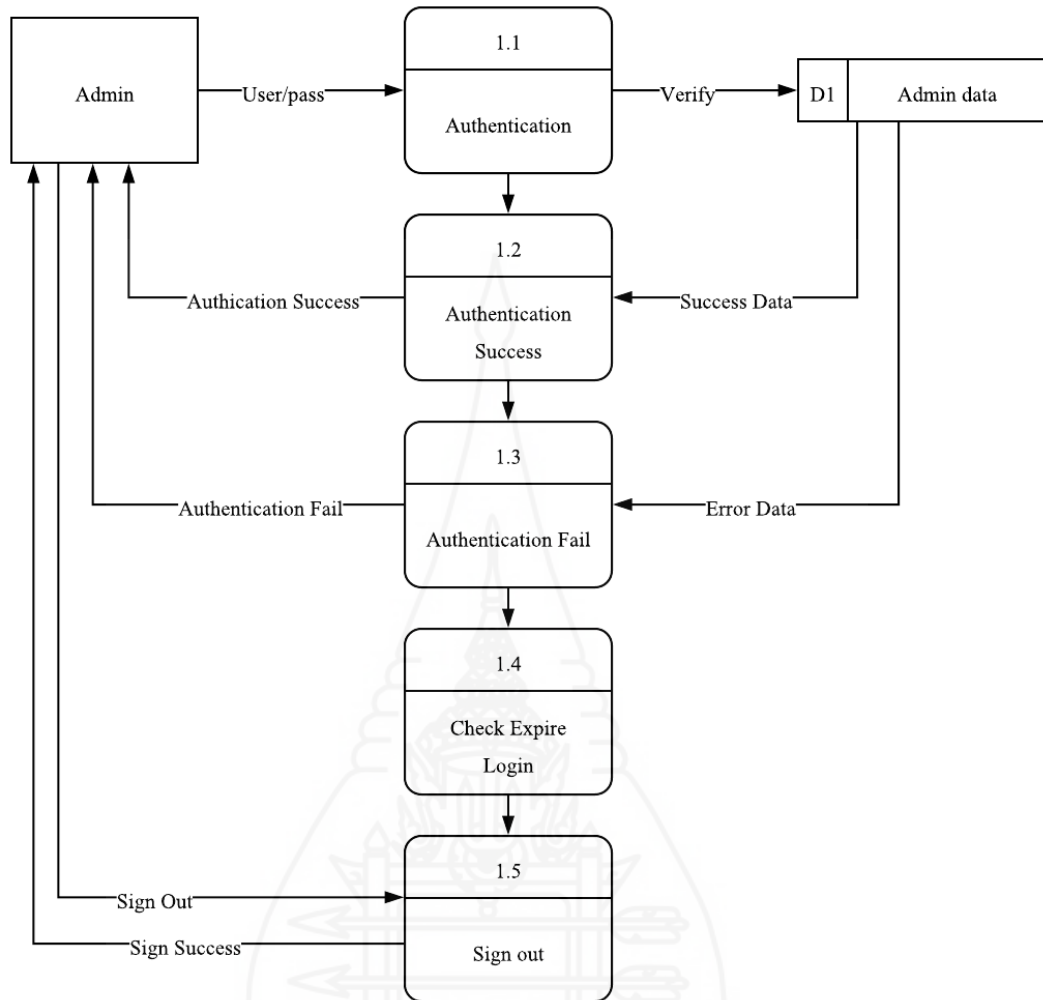 1.1
Admin
User/pass
Verify
D1
Admin data
Authentication
1.2
Authication Success
Success Data
Authentication
Success
1.3
Authentication Fail
Error Data
Authentication Fail
1.4
Check Expire
Login
1.5
Sign Out
Sign Success
Sign out